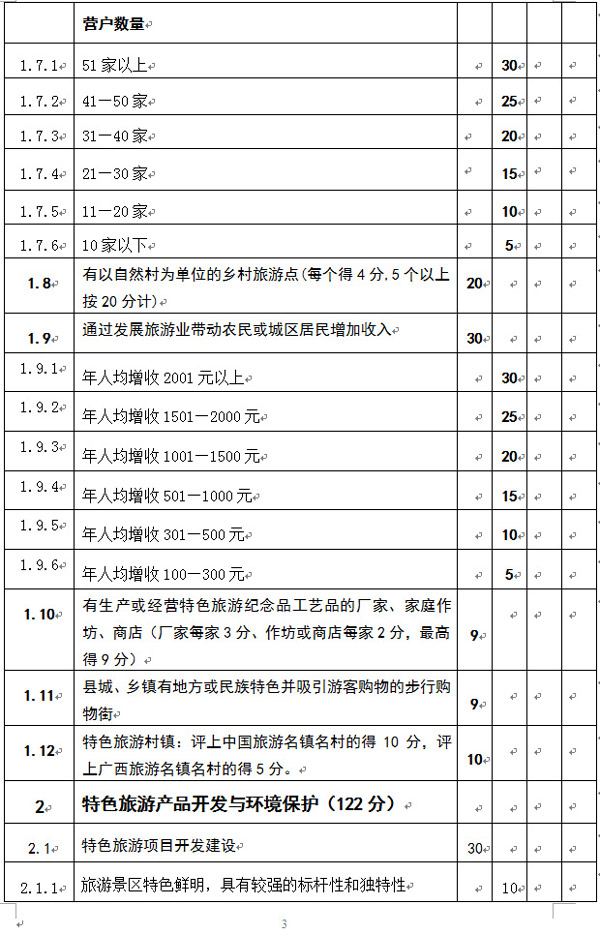 营户数量
1.7.1 51家以上 30
1.7.2 41—50家 25
1.7.3 31—40家 20
1.7.4 21—30家 15
1.7.5 11—20家 10
1.7.6 10家以下 5
1.8 有以自然村为单位的乡村旅游点(每个得4分,5个以上 20
按20分计)
1.9 通过发展旅游业带动农民或城区居民增加收入 30
1.9.1 年人均增收2001元以上 30
1.9.2 年人均增收1501—2000元 25
1.9.3 年人均增收1001—1500元 20
1.9.4 年人均增收501—1000元 15
1.9.5 年人均增收301—500元 10
1.9.6 年人均增收100—300元 5
1.10 有生产或经营特色旅游纪念品工艺品的厂家、家庭作
坊、商店（厂家每家3分、作坊或商店每家2分，最高 9
得9分）
1.11 县城、乡镇有地方或民族特色并吸引游客购物的步行购 9
物街
1.12 特色旅游村镇：评上中国旅游名镇名村的得 10 分，评 10
上广西旅游名镇名村的得5分。
2 特色旅游产品开发与环境保护（122分）
2.1 特色旅游项目开发建设 30
2.1.1 旅游景区特色鲜明，具有较强的标杆性和独特性 10
3